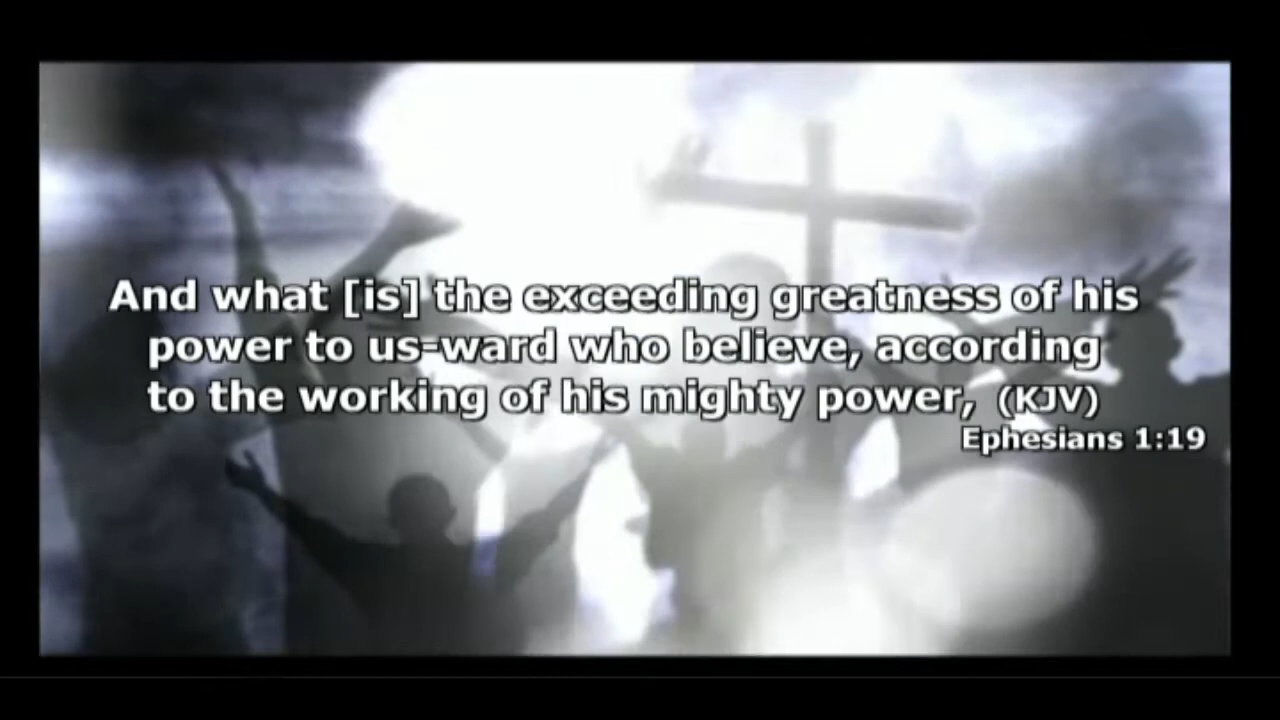 And what [is] the exceeding greatness of his
power to us-ward who believe, according
to the working of his mighty power, (KJV)
Ephesians 1:19